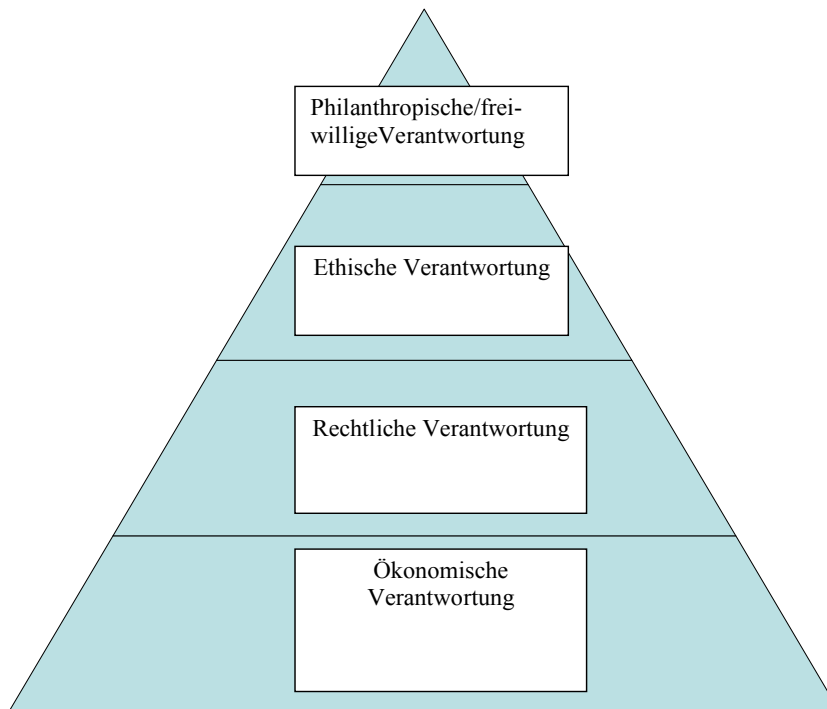 Philanthropische/frei-
willigeVerantwortung
Ethische Verantwortung
Rechtliche Verantwortung
Ökonomische
Verantwortung